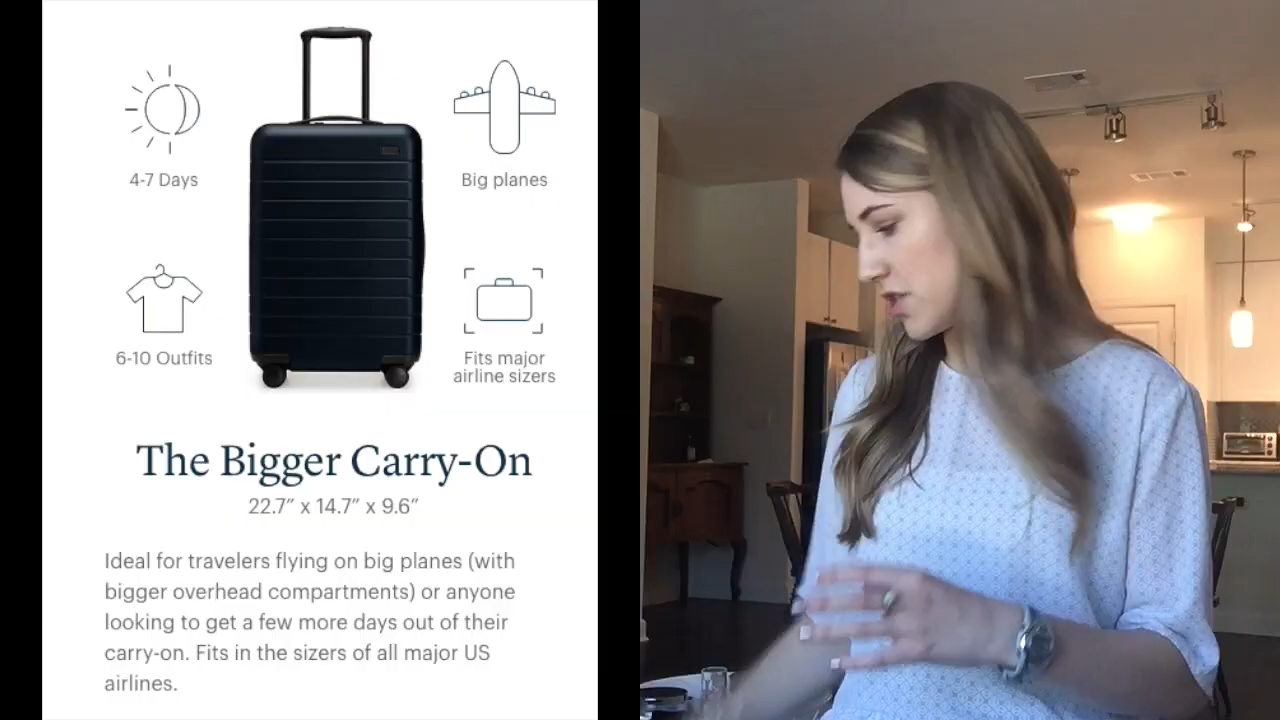 4-7 Days
Big planes
6-10 Outfits
Fits major
airline sizers
The Bigger Carry-On
22.7” x 14.7” x 9.6”
Ideal for travelers flying on big planes (with
bigger overhead compartments) or anyone
looking to get a few more days out of their
carry-on. Fits in the sizers of all major US
airlines.